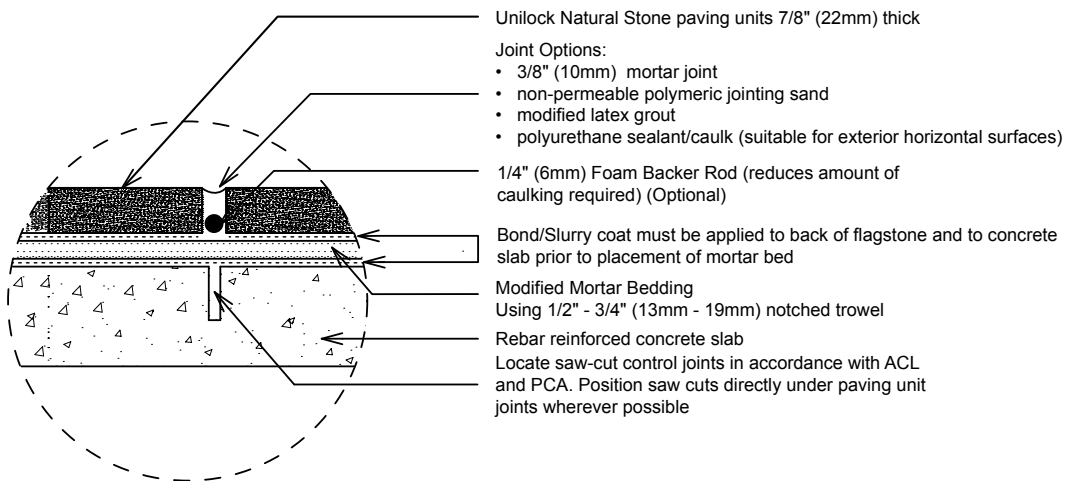 Unilock Natural Stone paving units 7/8" (22mm) thick
Joint Options:
• 3/8" (10mm) mortar joint
• non-permeable polymeric jointing sand
• modified latex grout
• polyurethane sealant/caulk (suitable for exterior horizontal surfaces)
1/4" (6mm) Foam Backer Rod (reduces amount of
caulking required) (Optional)
Bond/Slurry coat must be applied to back of flagstone and to concrete
slab prior to placement of mortar bed
Modified Mortar Bedding
Using 1/2" - 3/4" (13mm - 19mm) notched trowel
Rebar reinforced concrete slab
Locate saw-cut control joints in accordance with ACL
and PCA. Position saw cuts directly under paving unit
joints wherever possible